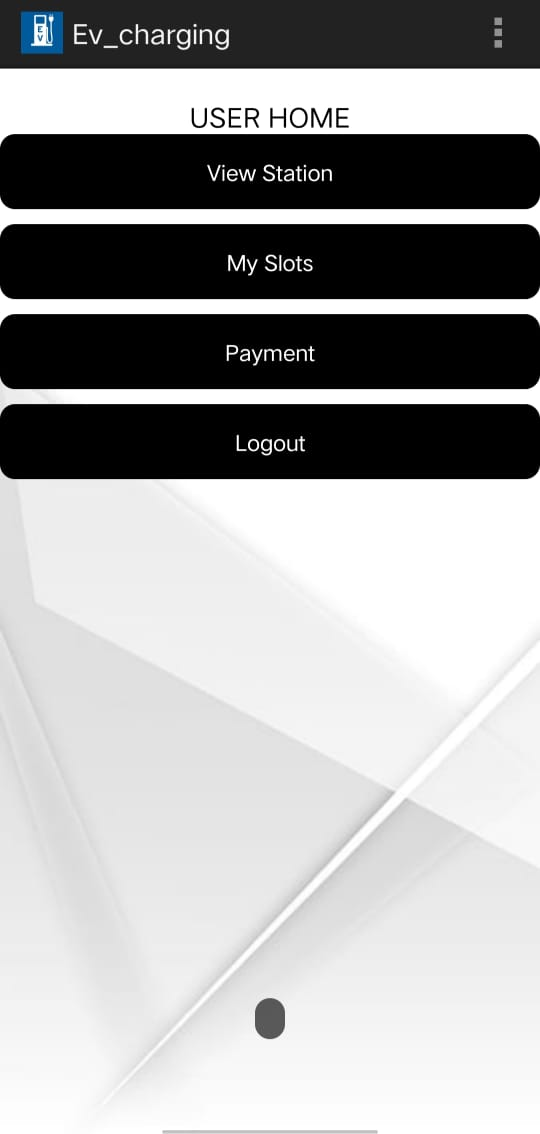 Ev_charging
USER HOME
View Station
My Slots
Payment
Logout